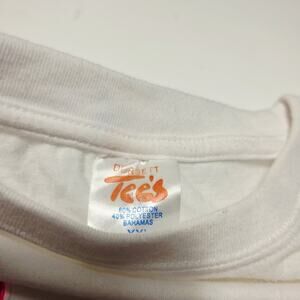 Tee's
60% COTTON
40% POLYESTER
BAHAMAS